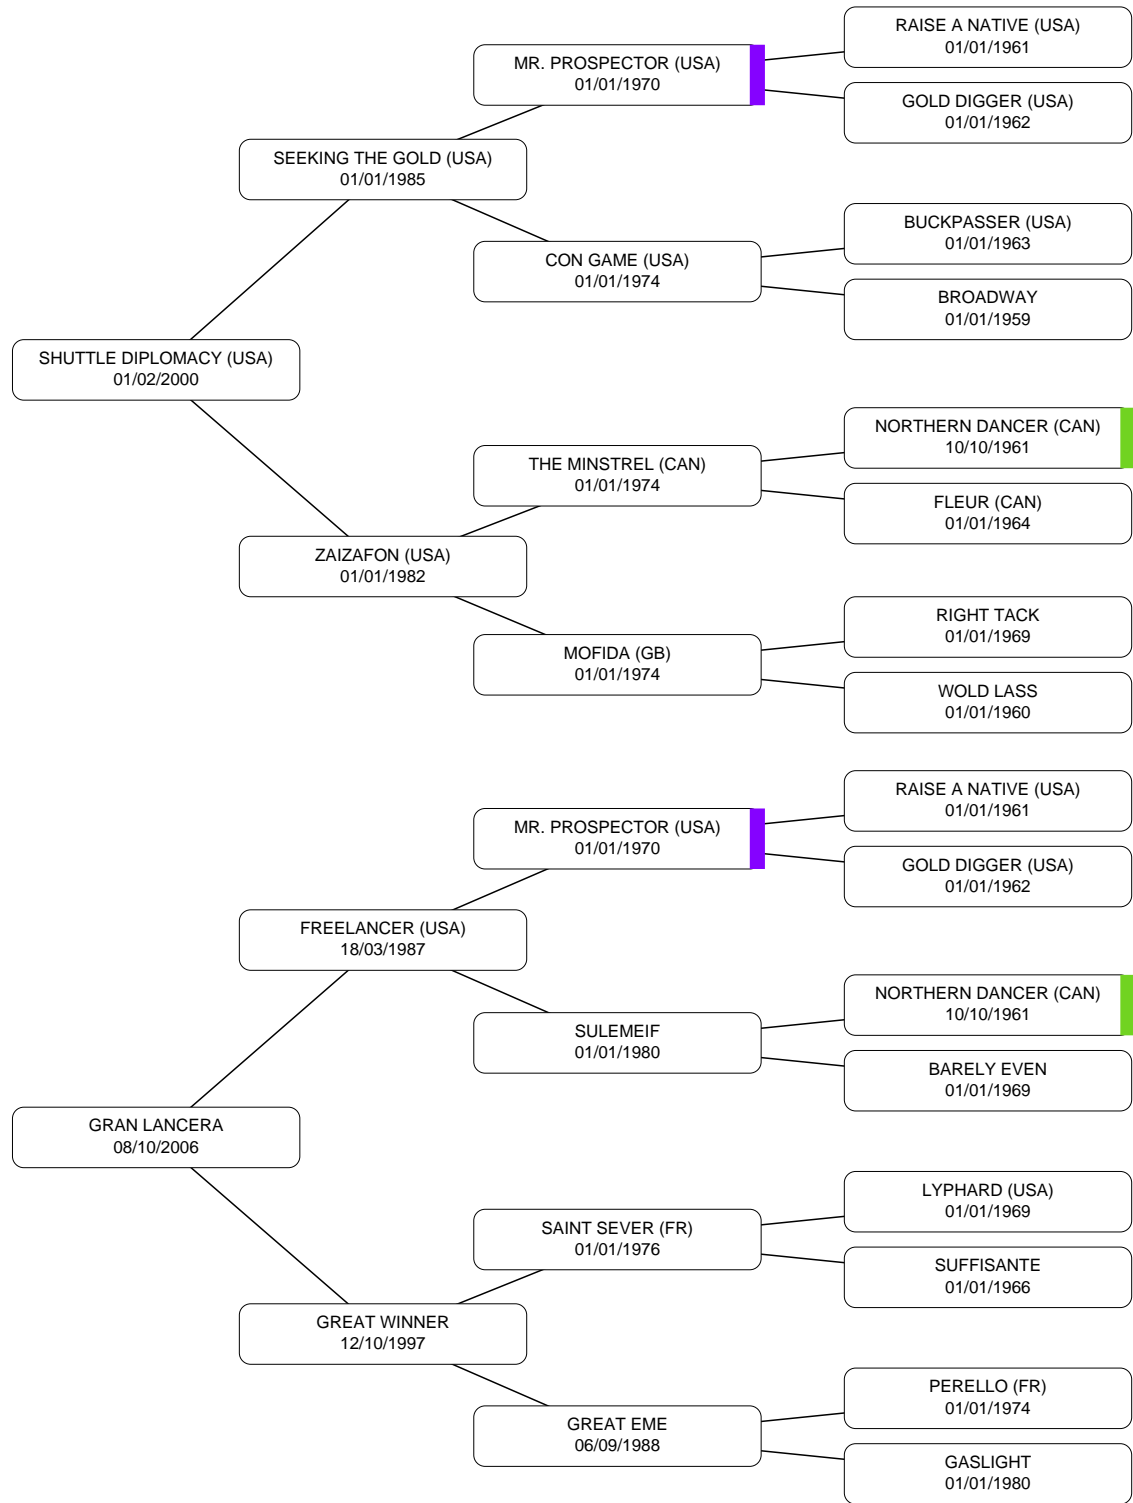 RAISE A NATIVE (USA)
01/01/1961
MR. PROSPECTOR (USA)
01/01/1970
GOLD DIGGER (USA)
01/01/1962
SEEKING THE GOLD (USA)
01/01/1985
BUCKPASSER (USA)
01/01/1963
CON GAME (USA)
01/01/1974
BROADWAY
01/01/1959
SHUTTLE DIPLOMACY (USA)
01/02/2000
NORTHERN DANCER (CAN)
10/10/1961
THE MINSTREL (CAN)
01/01/1974
FLEUR (CAN)
01/01/1964
ZAIZAFON (USA)
01/01/1982
RIGHT TACK
01/01/1969
MOFIDA (GB)
01/01/1974
WOLD LASS
01/01/1960
RAISE A NATIVE (USA)
01/01/1961
MR. PROSPECTOR (USA)
01/01/1970
GOLD DIGGER (USA)
01/01/1962
FREELANCER (USA)
18/03/1987
NORTHERN DANCER (CAN)
10/10/1961
SULEMEIF
01/01/1980
BARELY EVEN
01/01/1969
GRAN LANCERA
08/10/2006
LYPHARD (USA)
01/01/1969
SAINT SEVER (FR)
01/01/1976
SUFFISANTE
01/01/1966
GREAT WINNER
12/10/1997
PERELLO (FR)
01/01/1974
GREAT EME
06/09/1988
GASLIGHT
01/01/1980